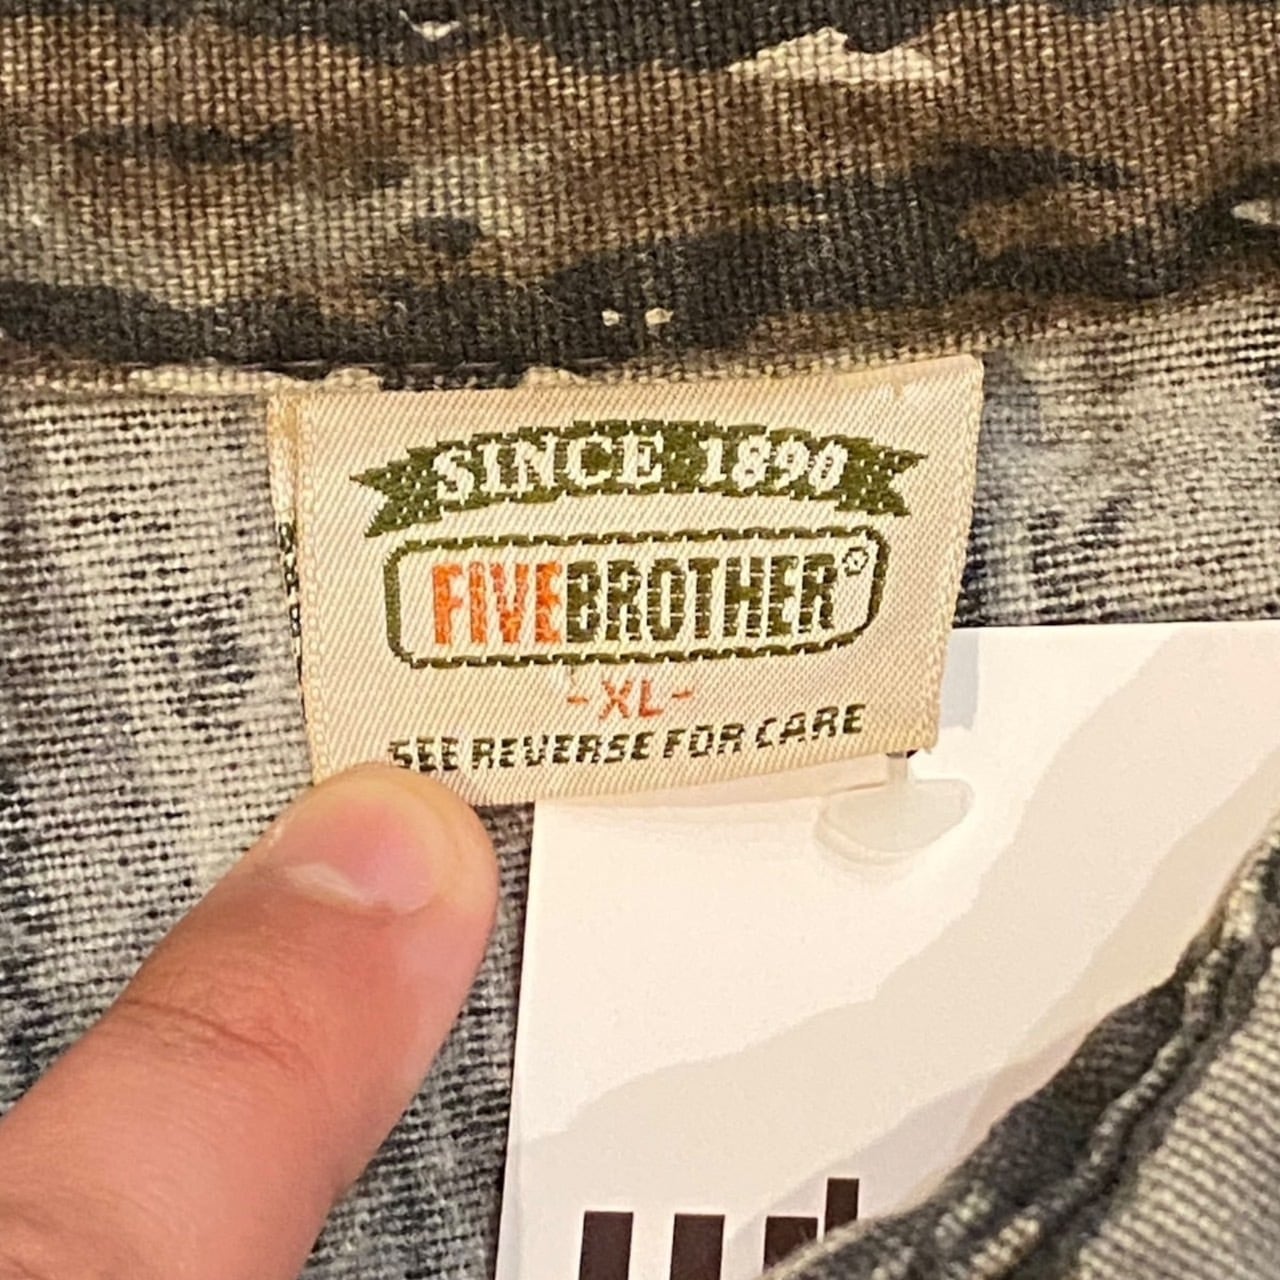 SINCE 1890
FIVEBROTHER®
-XL-
SEE REVERSE FOR CARE